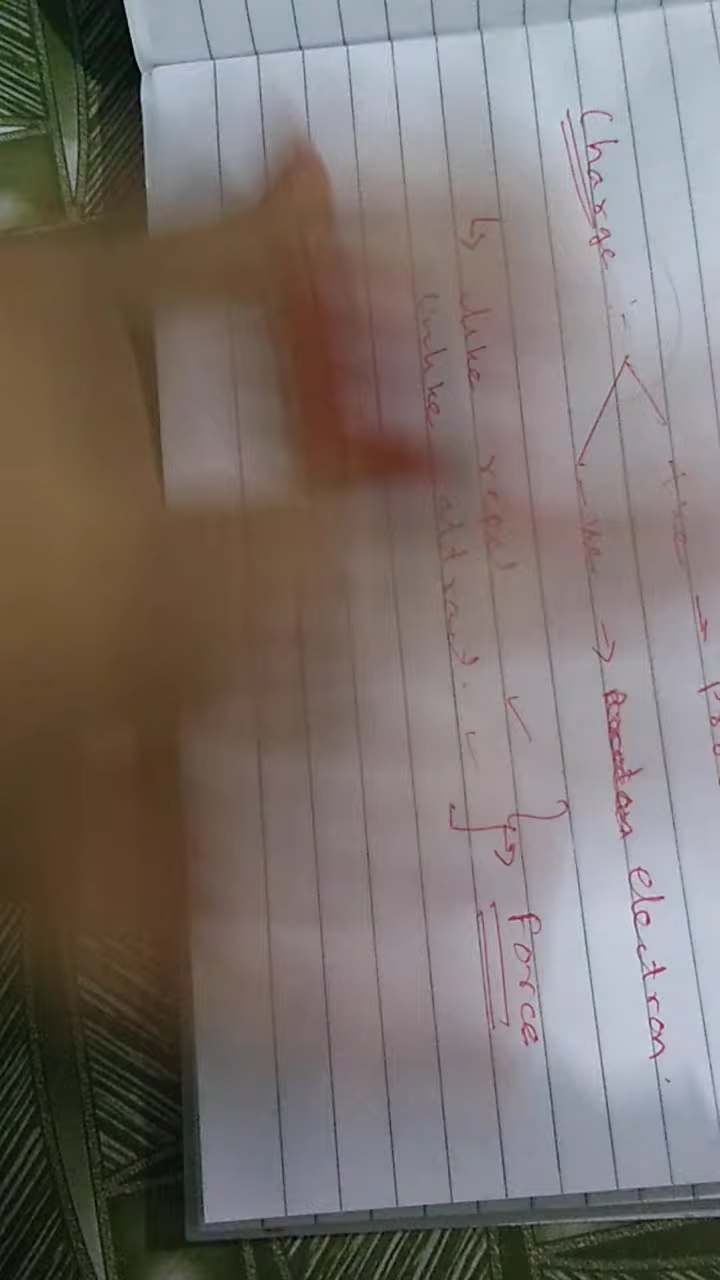 +ve →
Charge :-
-ve → electron.
↳ like repel ✓
unlike attract. ✓
} ↳ Force